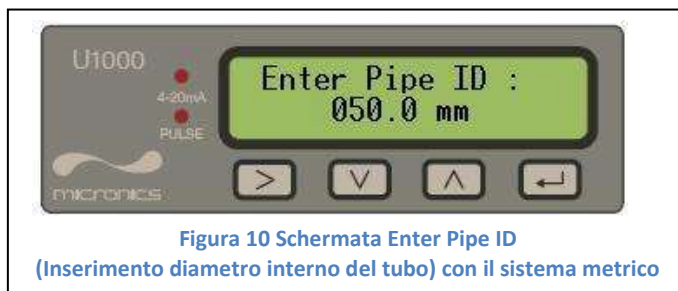 U1000
4-20mA
PULSE
Enter Pipe ID :
050.0 mm
> V Λ ↵
micronics
Figura 10 Schermata Enter Pipe ID
(Inserimento diametro interno del tubo) con il sistema metrico